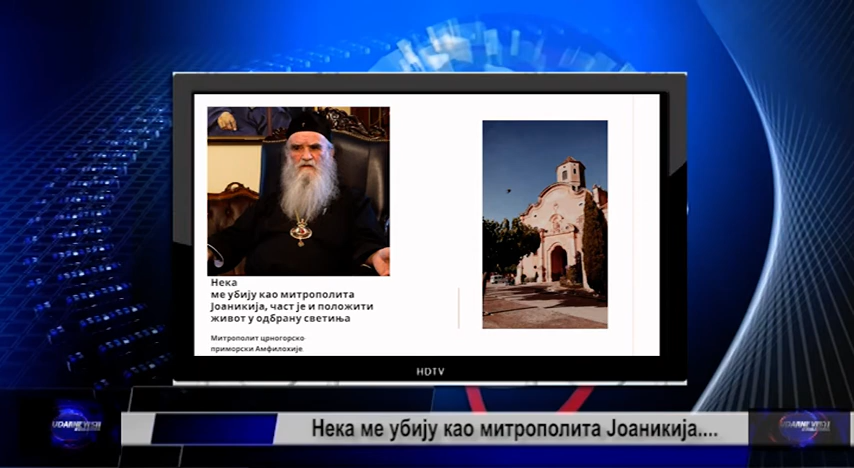 Нека
ме убију као митрополита
Јоаникија, част је и положити
живот у одбрану светиња
Митрополит црногорско
приморски Амфилохије
HDTV
Нека ме убију као митрополита Јоаникија....